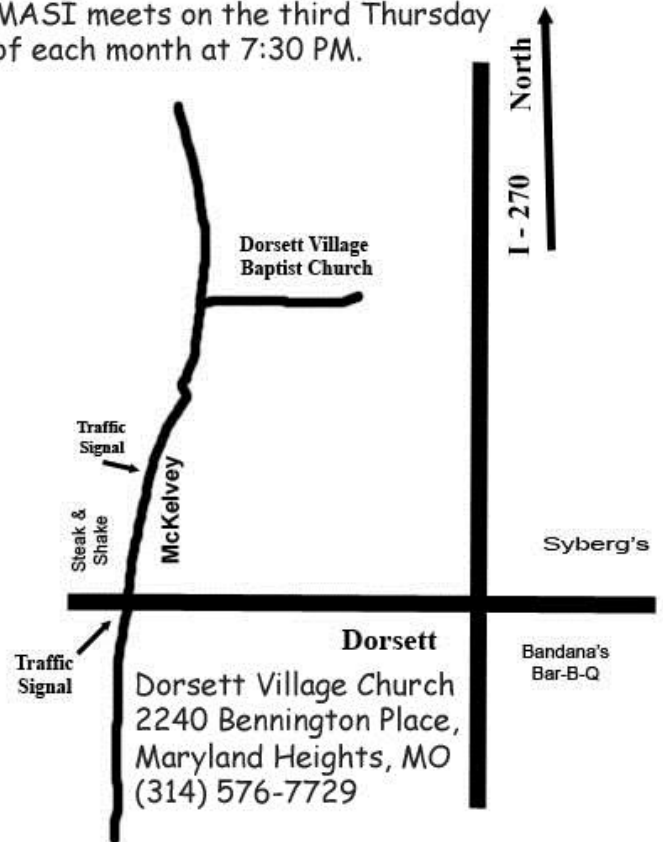 MASI meets on the third Thursday
of each month at 7:30 PM.
North
I - 270
Dorsett Village
Baptist Church
Traffic
Signal
McKelvey
Steak &
Shake
Syberg's
Dorsett
Bandana's
Bar-B-Q
Traffic
Signal
Dorsett Village Church
2240 Bennington Place,
Maryland Heights, MO
(314) 576-7729